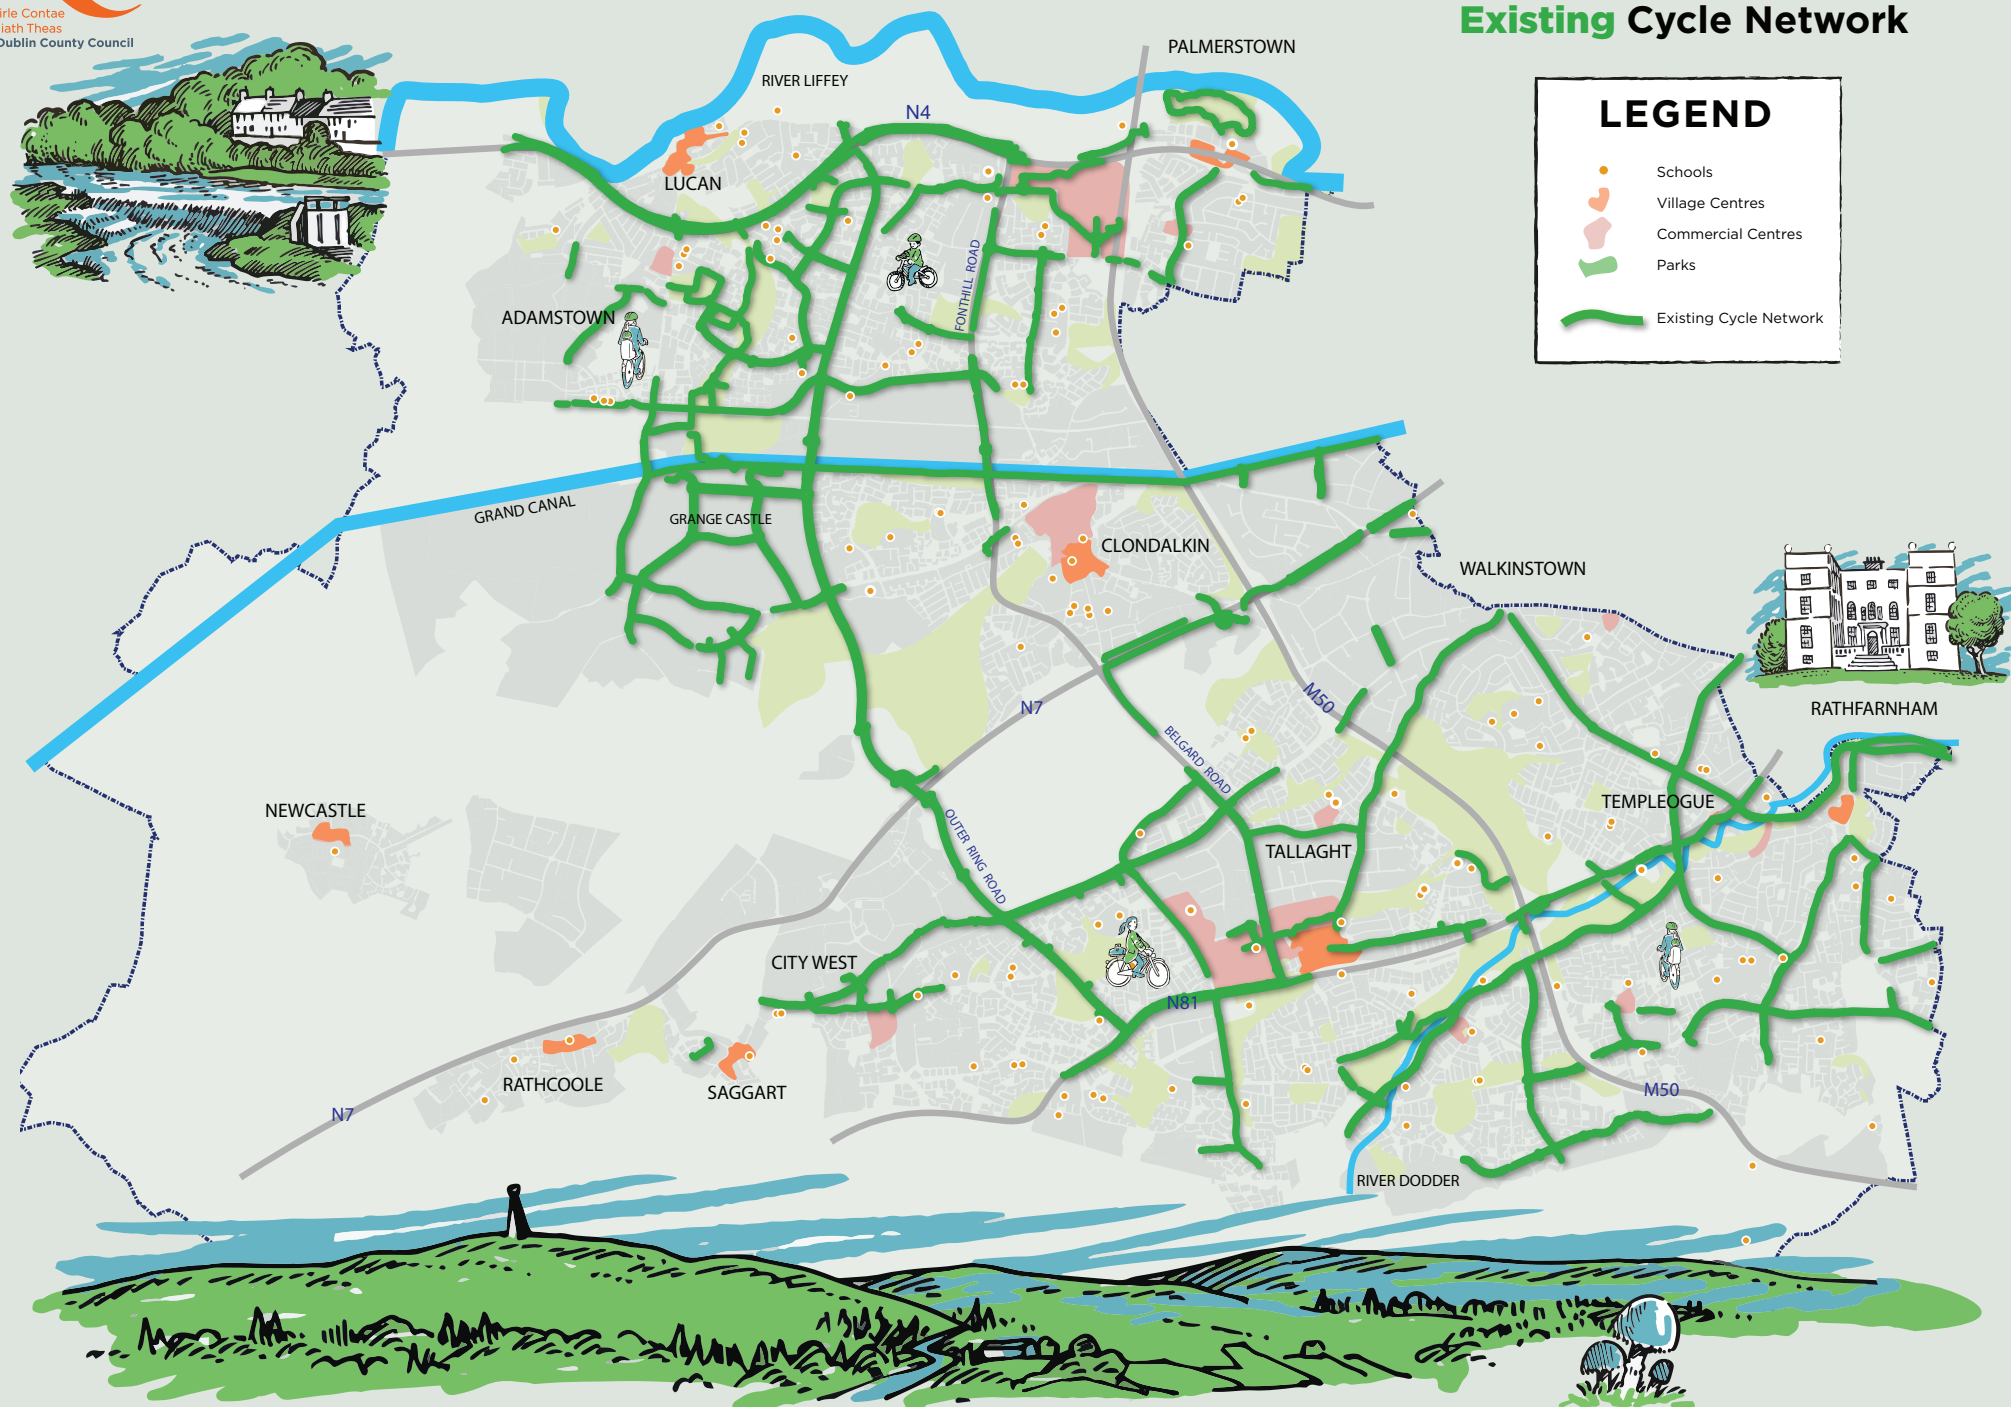 irle Contae
iath Theas
Dublin County Council
Existing Cycle Network
LEGEND
Schools
Village Centres
Commercial Centres
Parks
Existing Cycle Network
PALMERSTOWN
RIVER LIFFEY
N4
LUCAN
FONTHILL ROAD
ADAMSTOWN
GRAND CANAL
GRANGE CASTLE
CLONDALKIN
WALKINSTOWN
N7
M50
RATHFARNHAM
BELGARD ROAD
NEWCASTLE
TEMPLEOGUE
OUTER RING ROAD
TALLAGHT
CITY WEST
N81
RATHCOOLE
SAGGART
M50
N7
RIVER DODDER